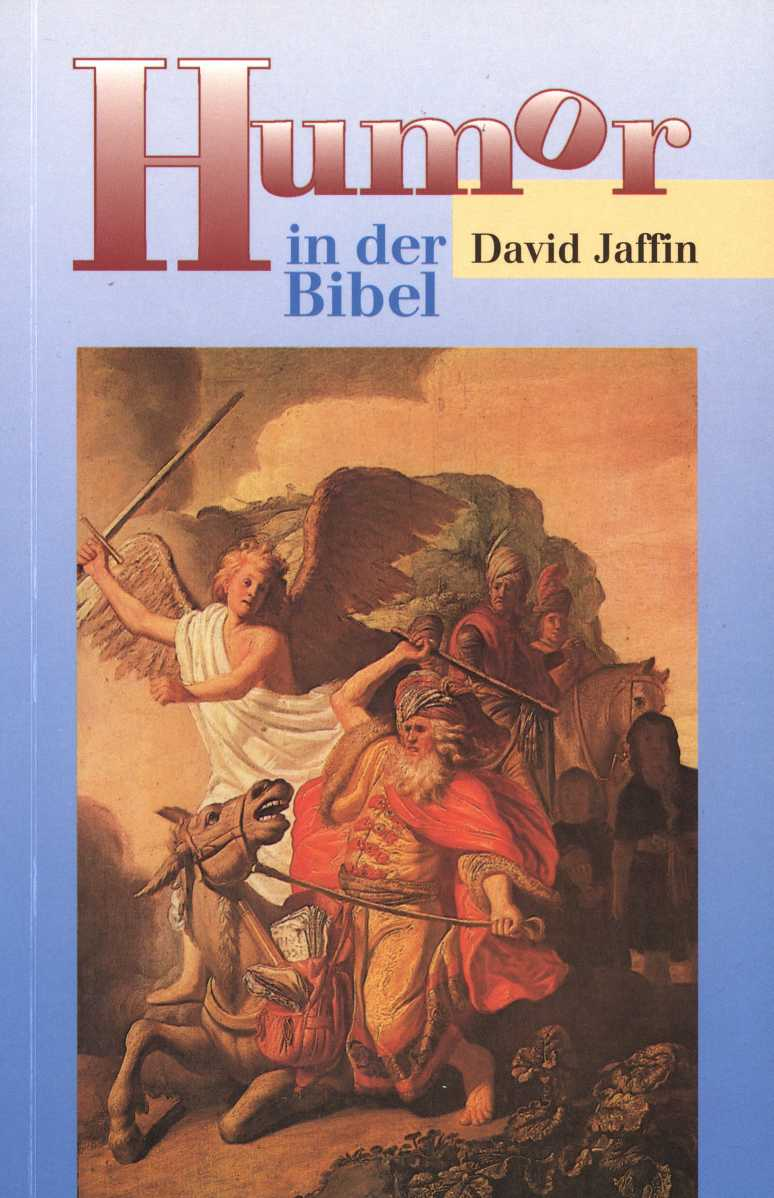 Humor
in der
Bibel
David Jaffin